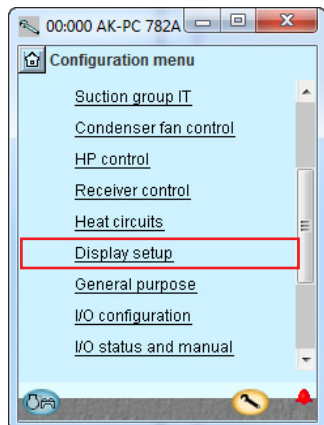 00:000 AK-PC 782A
Configuration menu
Suction group IT
Condenser fan control
HP control
Receiver control
Heat circuits
Display setup
General purpose
I/O configuration
I/O status and manual